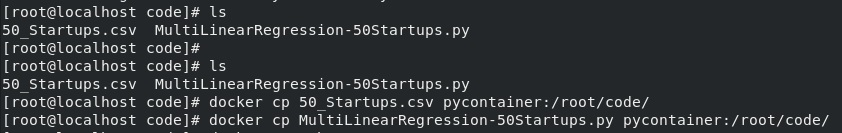 [root@localhost code]# ls
50_Startups.csv  MultiLinearRegression-50Startups.py
[root@localhost code]#
[root@localhost code]# ls
50_Startups.csv  MultiLinearRegression-50Startups.py
[root@localhost code]# docker cp 50_Startups.csv pycontainer:/root/code/
[root@localhost code]# docker cp MultiLinearRegression-50Startups.py pycontainer:/root/code/